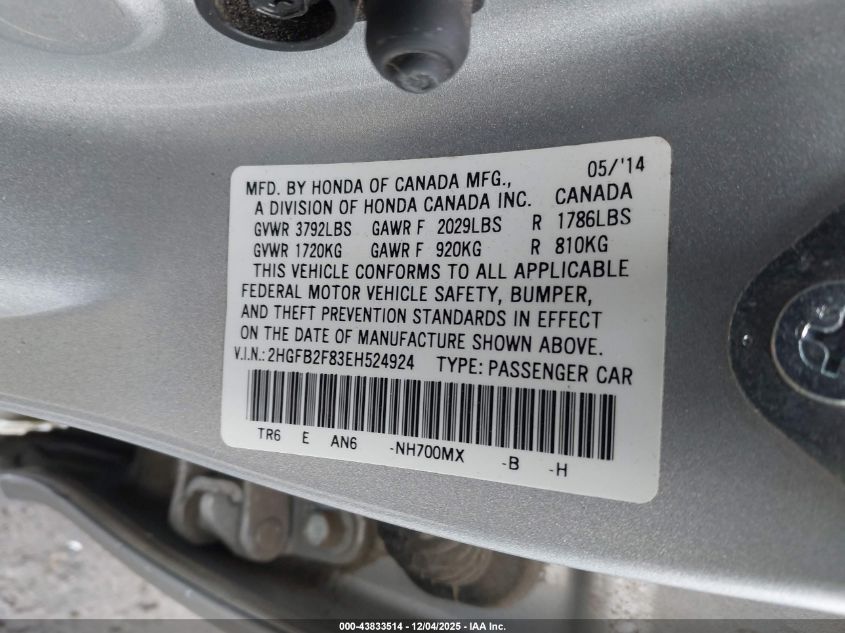 MFD. BY HONDA OF CANADA MFG., 05/'14
A DIVISION OF HONDA CANADA INC. CANADA
GVWR 3792LBS GAWR F 2029LBS R 1786LBS
GVWR 1720KG GAWR F 920KG R 810KG
THIS VEHICLE CONFORMS TO ALL APPLICABLE
FEDERAL MOTOR VEHICLE SAFETY, BUMPER,
AND THEFT PREVENTION STANDARDS IN EFFECT
ON THE DATE OF MANUFACTURE SHOWN ABOVE.
V.I.N.: 2HGFB2F83EH524924 TYPE: PASSENGER CAR
TR6 E AN6 -NH700MX -B -H
000-43833514 - 12/04/2025 - IAA Inc.